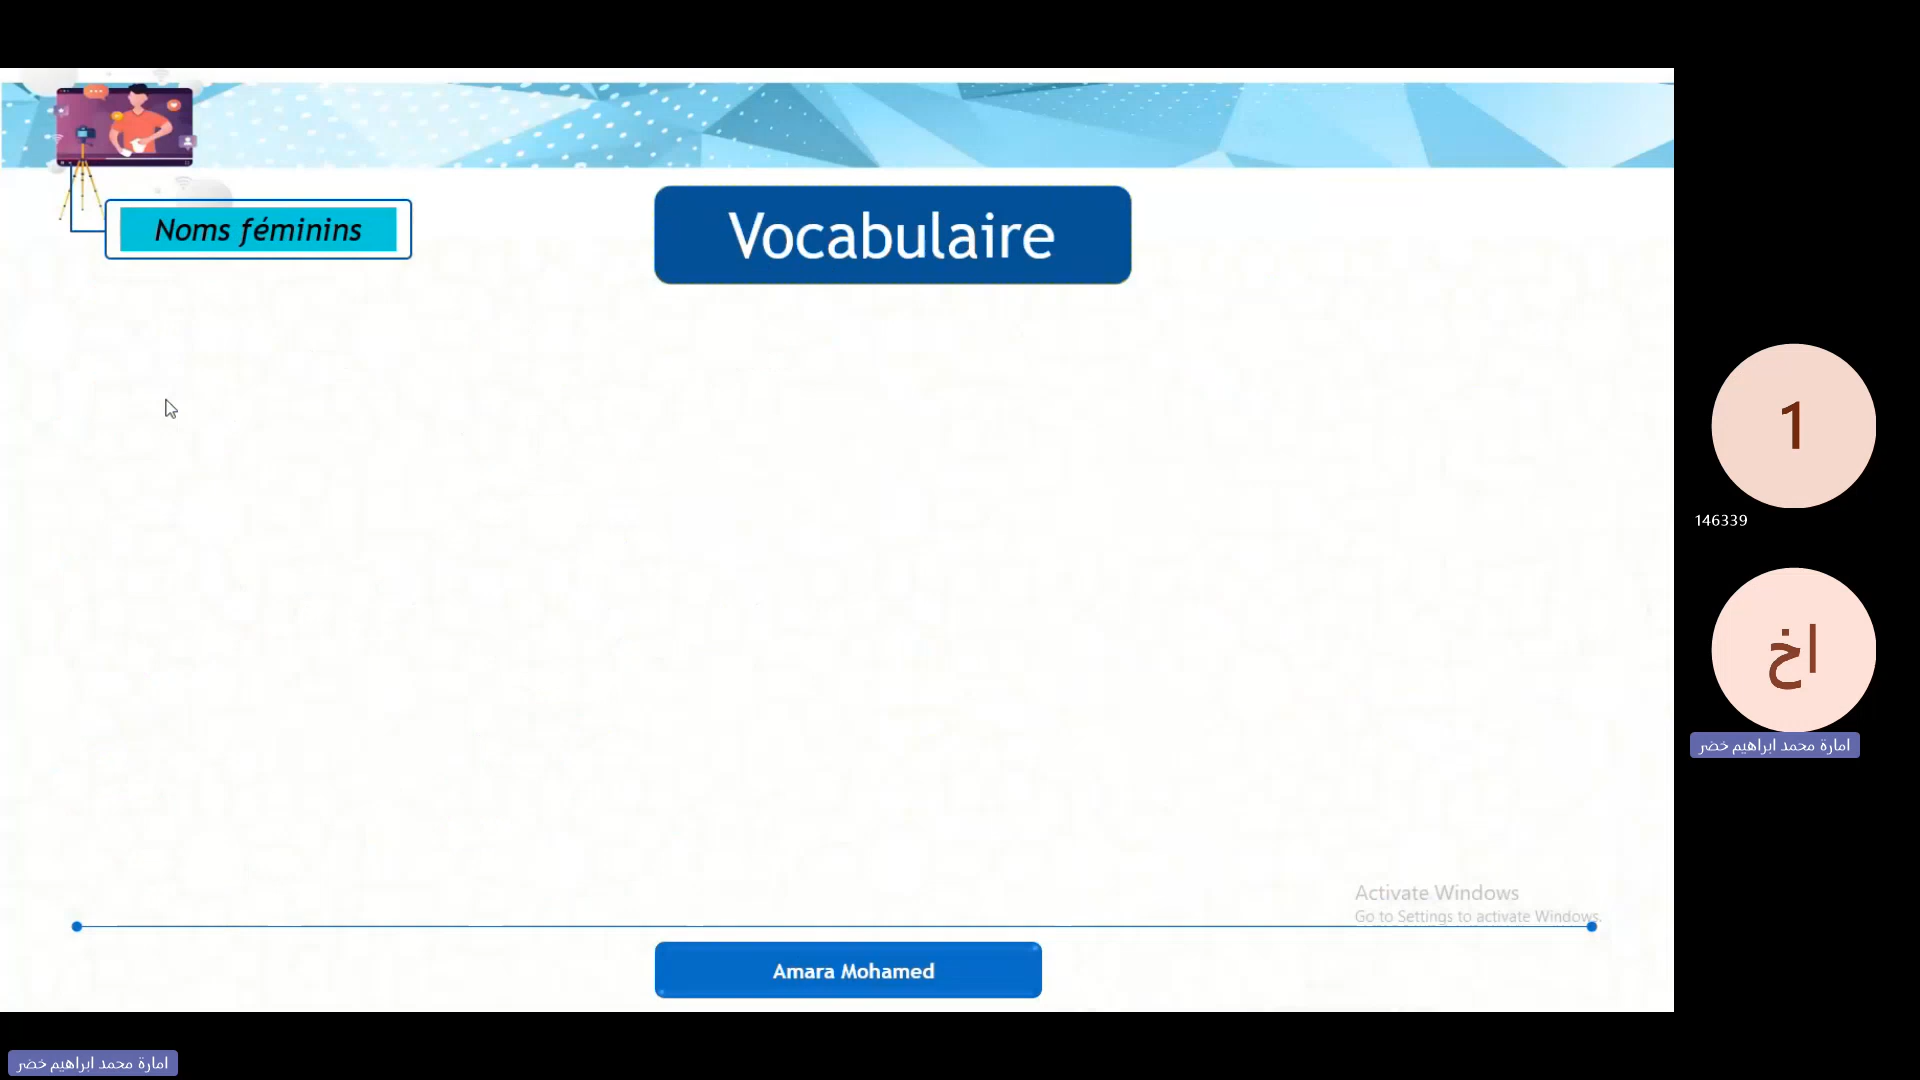 Noms féminins
Vocabulaire
1
146339
اخ
امارة محمد ابراهيم خضر
Activate Windows
Go to Settings to activate Windows.
Amara Mohamed
امارة محمد ابراهيم خضر